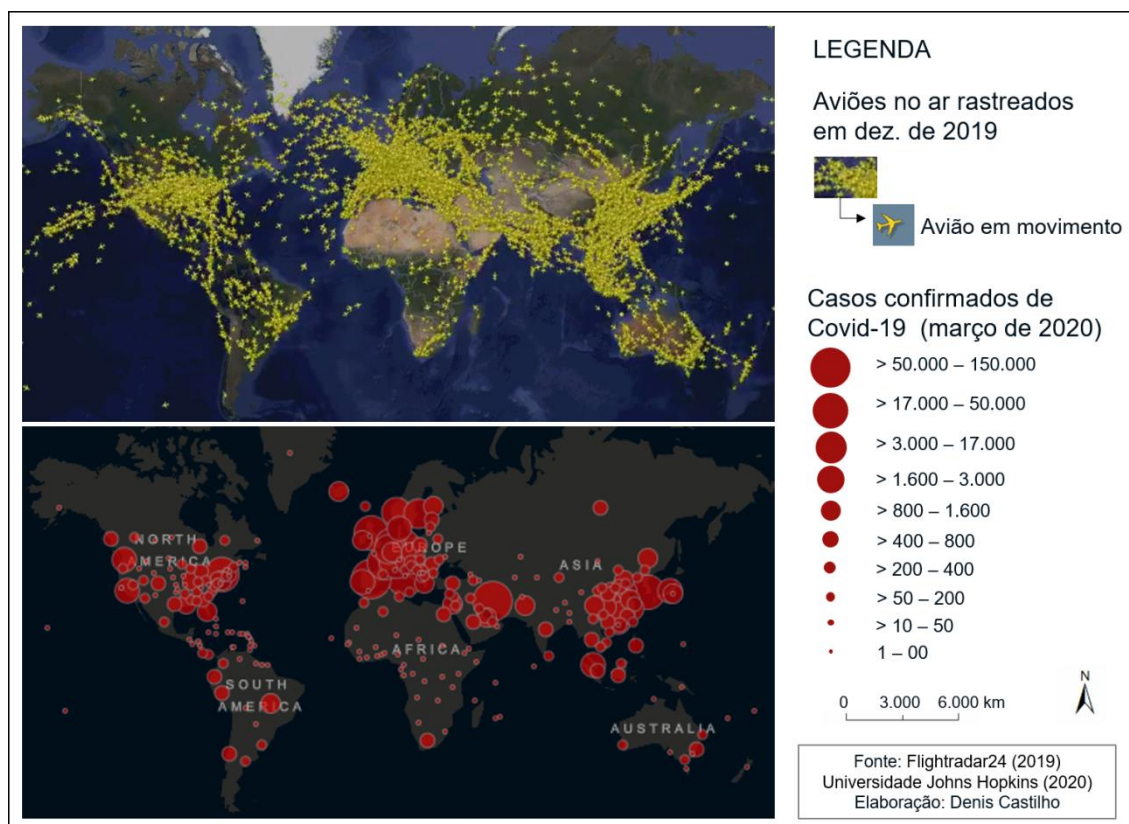 LEGENDA
Aviões no ar rastreados
em dez. de 2019
Avião em movimento
Casos confirmados de
Covid-19 (março de 2020)
> 50.000 – 150.000
> 17.000 – 50.000
> 3.000 – 17.000
> 1.600 – 3.000
> 800 – 1.600
> 400 – 800
> 200 – 400
> 50 – 200
> 10 – 50
1 – 00
N
0 3.000 6.000 km
Fonte: Flightradar24 (2019)
Universidade Johns Hopkins (2020)
Elaboração: Denis Castilho
NORTH
AMERICA
EUROPE
ASIA
AFRICA
SOUTH
AMERICA
AUSTRALIA